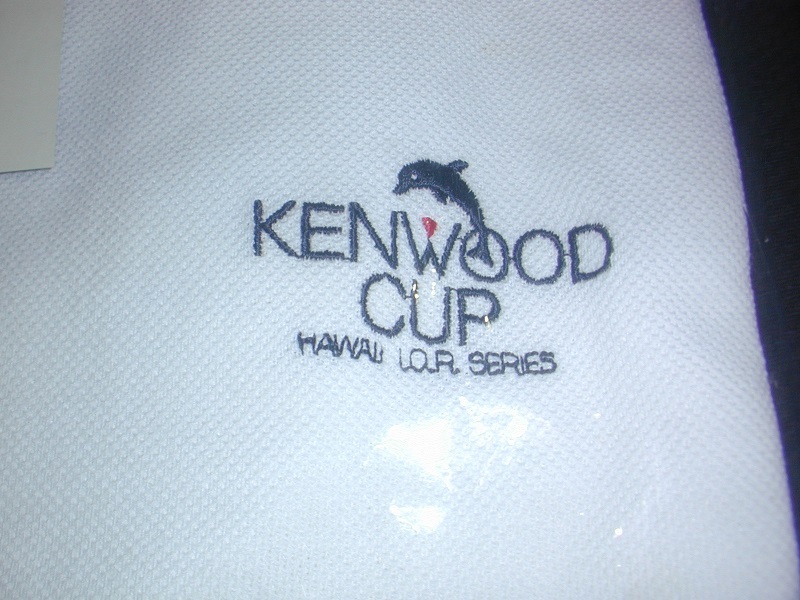 KENWOOD
CUP
HAWAII I.O.R. SERIES